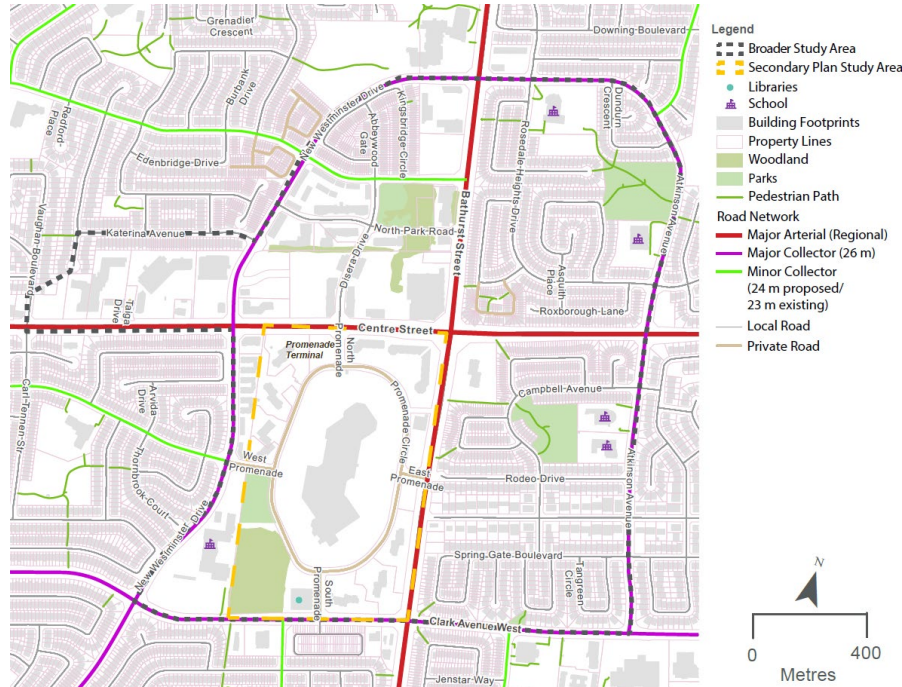 Grenadier
Crescent
Downing Boulevard
Burbank
Drive
Redford
Place
New Westminster Drive
Abbeywood
Gate
Kingsbridge Circle
Dundurn
Crescent
Edenbridge Drive
Rosedale Heights Drive
Atkinson Avenue
Vaughan Boulevard
Katerina Avenue
North Park Road
Bathurst Street
Disera Drive
Asquith
Place
Taiga
Drive
Roxborough Lane
Centre Street
North
Promenade
Promenade
Terminal
Carl Tennen Str
Arvida
Drive
Promenade Circle
Campbell Avenue
Thornbrook Court
West
Promenade
East
Promenade
Rodeo Drive
Atkinson Avenue
New Westminster Drive
Spring Gate Boulevard
Tangreen
Circle
South
Promenade
Clark Avenue West
Jenstar Way
Legend
Broader Study Area
Secondary Plan Study Area
Libraries
School
Building Footprints
Property Lines
Woodland
Parks
Pedestrian Path
Road Network
Major Arterial (Regional)
Major Collector (26 m)
Minor Collector
(24 m proposed/
23 m existing)
Local Road
Private Road
N
0 400
Metres